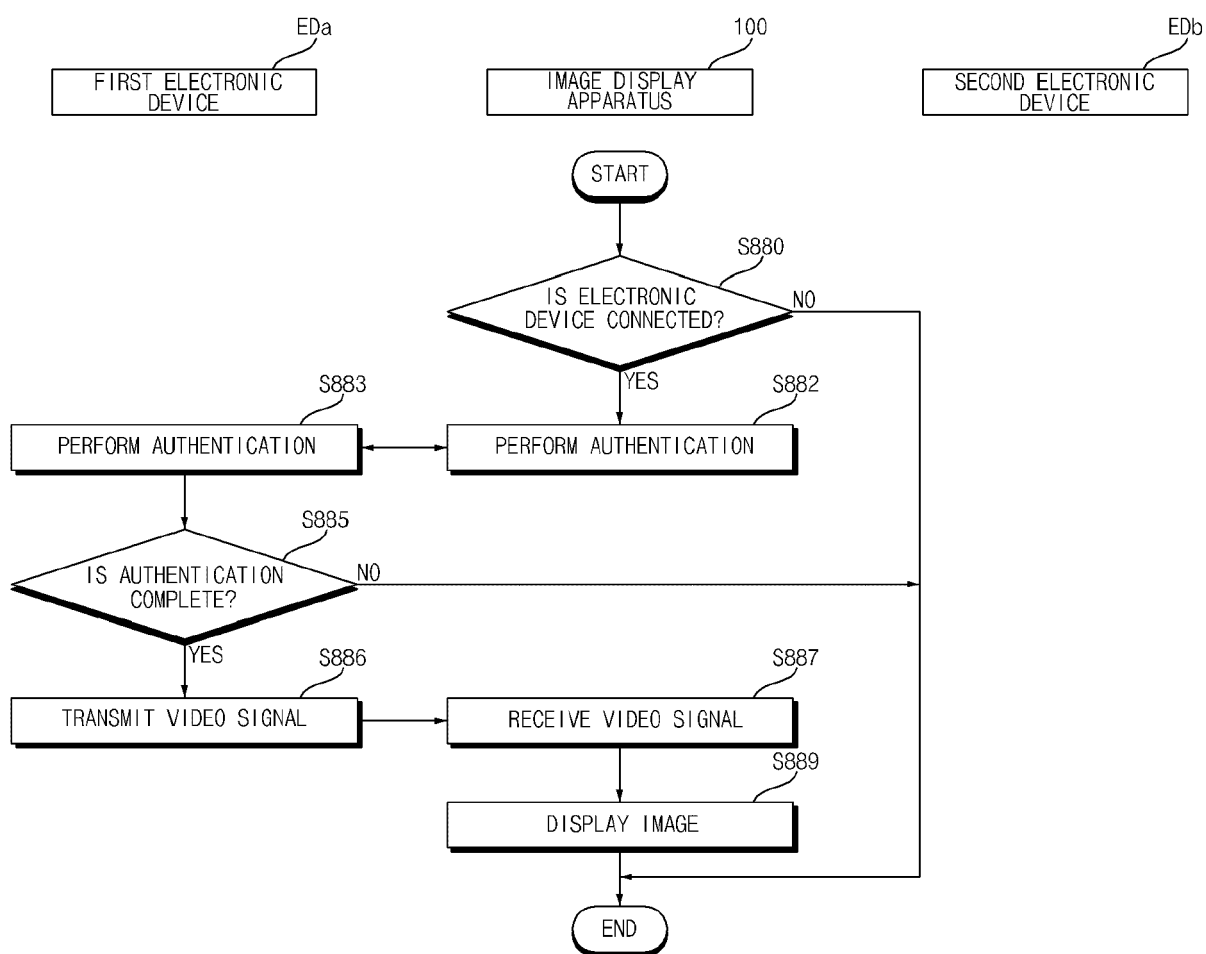 EDa
100
EDb
FIRST ELECTRONIC
DEVICE
IMAGE DISPLAY
APPARATUS
SECOND ELECTRONIC
DEVICE
START
S880
IS ELECTRONIC
DEVICE CONNECTED?
NO
YES
S883
S882
PERFORM AUTHENTICATION
PERFORM AUTHENTICATION
S885
IS AUTHENTICATION
COMPLETE?
NO
YES
S886
S887
TRANSMIT VIDEO SIGNAL
RECEIVE VIDEO SIGNAL
S889
DISPLAY IMAGE
END